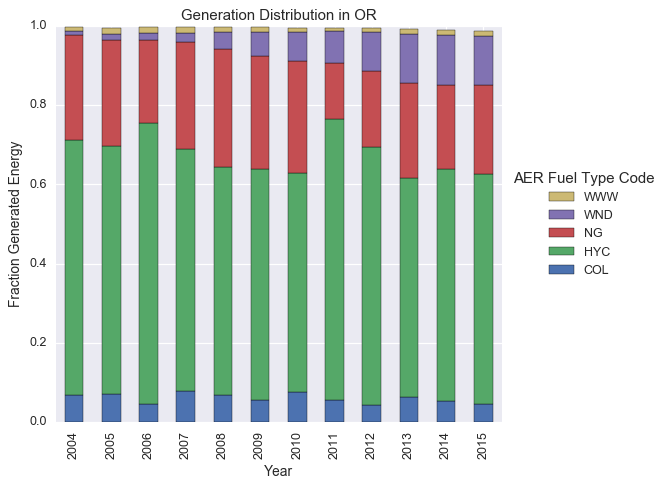 Generation Distribution in OR
1.0
0.8
0.6
0.4
0.2
0.0
Fraction Generated Energy
2004 2005 2006 2007 2008 2009 2010 2011 2012 2013 2014 2015
Year
AER Fuel Type Code
WWW
WND
NG
HYC
COL